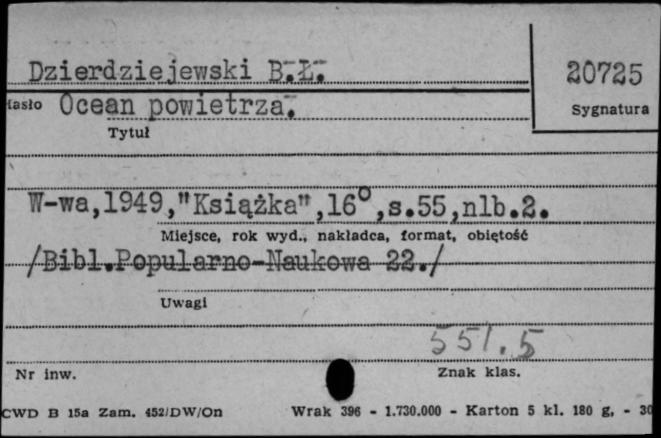 Dzierdziejewski B.Ł.
20725
Hasło Ocean powietrza.
Sygnatura
Tytuł
W-wa,1949,"Książka",16°,s.55,nlb.2.
Miejsce, rok wyd., nakładca, format, objętość
/Bibl.Popularno-Naukowa 22./
Uwagi
551.5
Nr inw.
Znak klas.
CWD B 15a Zam. 452/DW/On Wrak 396 - 1.730.000 - Karton 5 kl. 180 g, - 30